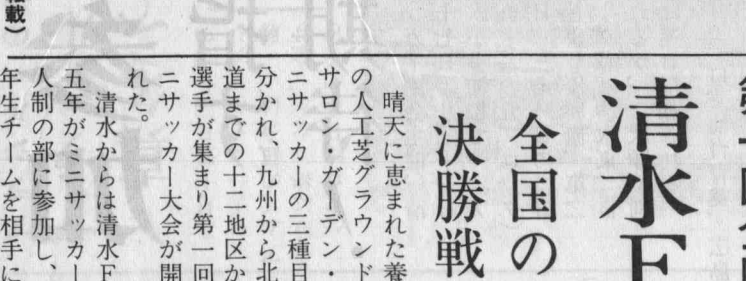 載）
清水F
全国の
決勝戦
晴天に恵まれた養
の人工芝グラウンド
サロン・ガーデン・
ニサッカーの三種目
分かれ、九州から北
道までの十二地区か
選手が集まり第一回
ニサッカー大会が開
れた。
清水からは清水F
五年がミニサッカー
人制の部に参加し、
年生チームを相手に